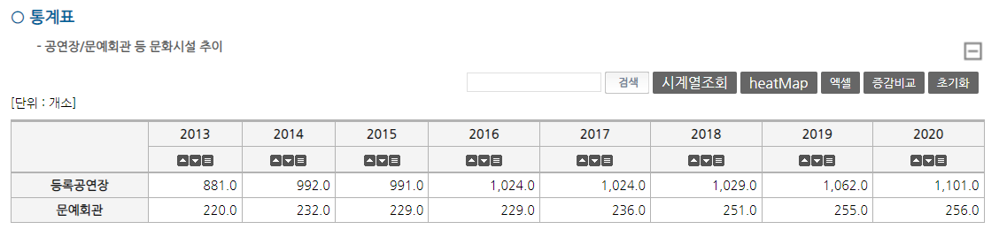 ○ 통계표
- 공연장/문예회관 등 문화시설 추이
검색 시계열조회 heatMap 엑셀 증감비교 초기화
[단위 : 개소]
2013 2014 2015 2016 2017 2018 2019 2020
등록공연장 881.0 992.0 991.0 1,024.0 1,024.0 1,029.0 1,062.0 1,101.0
문예회관 220.0 232.0 229.0 229.0 236.0 251.0 255.0 256.0